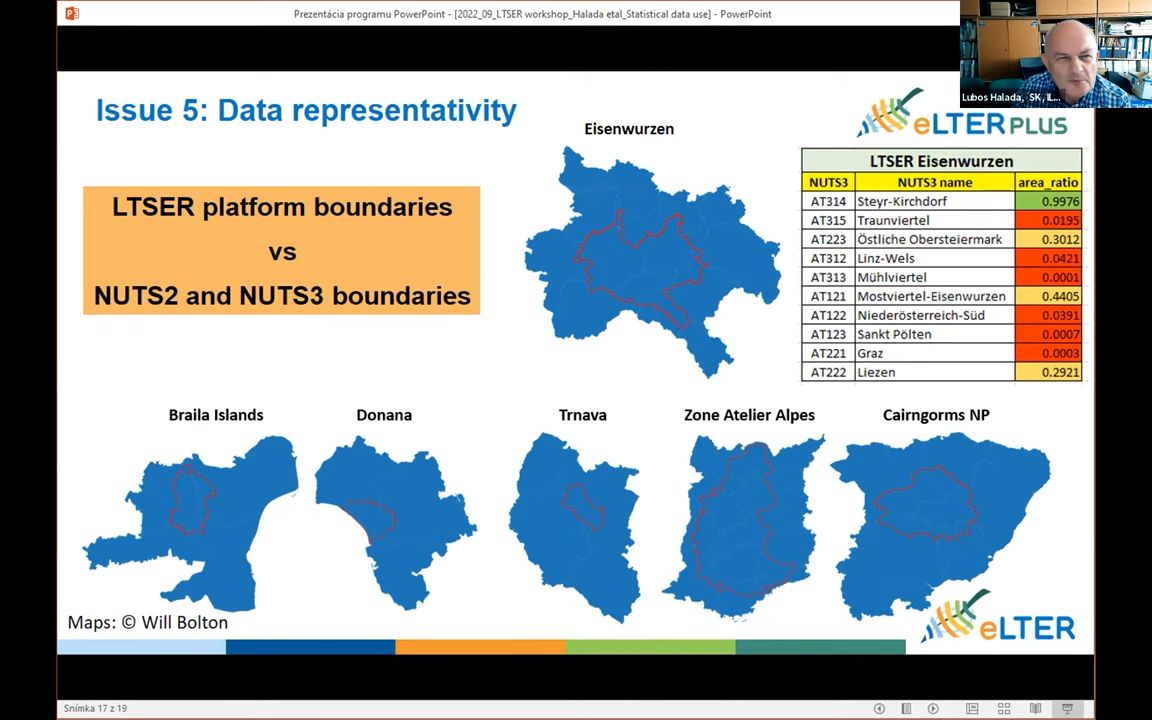 Prezentácia programu PowerPoint - [2022_09_LTSER workshop_Halada etal_Statistical data use] - PowerPoint
Lubos Halada, SK, IL...
Issue 5: Data representativity
eLTER PLUS
LTSER platform boundaries
vs
NUTS2 and NUTS3 boundaries
Eisenwurzen
LTSER Eisenwurzen
NUTS3 NUTS3 name area_ratio
AT314 Steyr-Kirchdorf 0.9976
AT315 Traunviertel 0.0195
AT223 Östliche Obersteiermark 0.3012
AT312 Linz-Wels 0.0421
AT313 Mühlviertel 0.0001
AT121 Mostviertel-Eisenwurzen 0.4405
AT122 Niederösterreich-Süd 0.0391
AT123 Sankt Pölten 0.0007
AT221 Graz 0.0003
AT222 Liezen 0.2921
Braila Islands
Donana
Trnava
Zone Atelier Alpes
Cairngorms NP
Maps: © Will Bolton
eLTER
Snímka 17 z 19